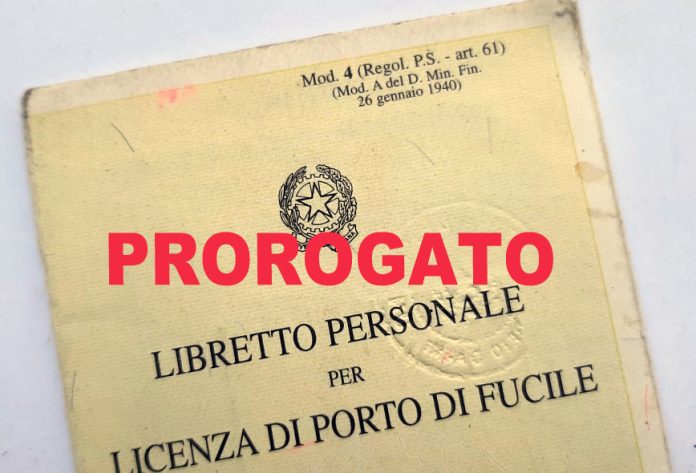 Mod. 4 (Regol. P.S. - art. 61)
(Mod. A del D. Min. Fin.
26 gennaio 1940)
PROROGATO
LIBRETTO PERSONALE
PER
LICENZA DI PORTO DI FUCILE